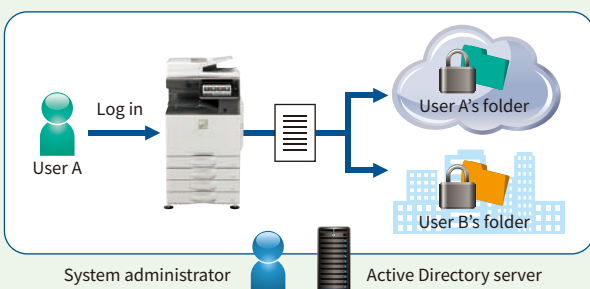 Log in
User A
User A's folder
User B's folder
System administrator
Active Directory server